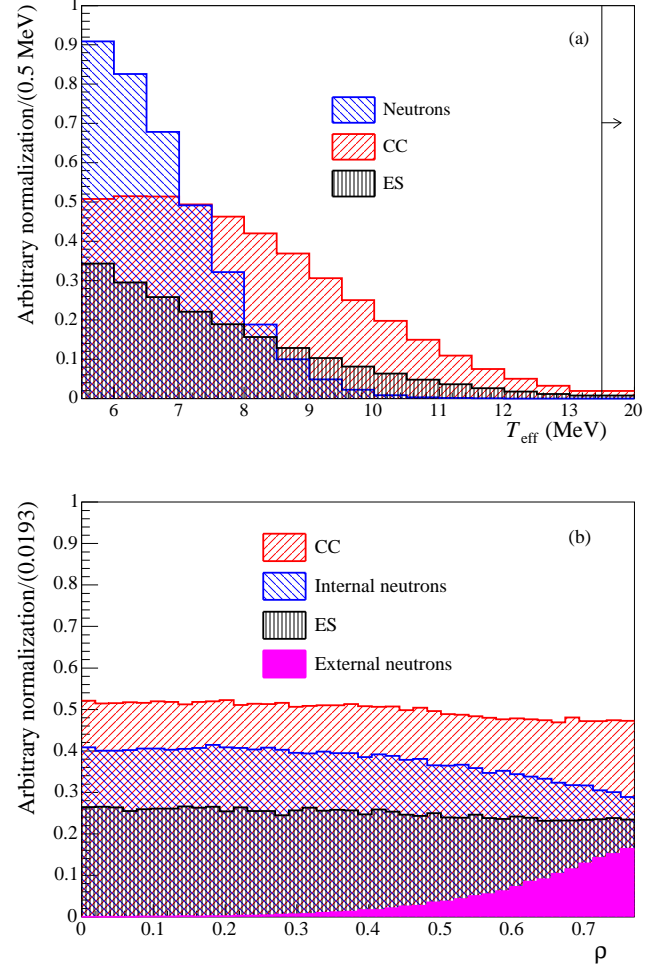 Arbitrary normalization/(0.5 MeV)
1
0.9
0.8
0.7
0.6
0.5
0.4
0.3
0.2
0.1
0
(a)
Neutrons
CC
ES
6 7 8 9 10 11 12 13 20
T_eff (MeV)
Arbitrary normalization/(0.0193)
1
0.9
0.8
0.7
0.6
0.5
0.4
0.3
0.2
0.1
0
(b)
CC
Internal neutrons
ES
External neutrons
0 0.1 0.2 0.3 0.4 0.5 0.6 0.7
ρ